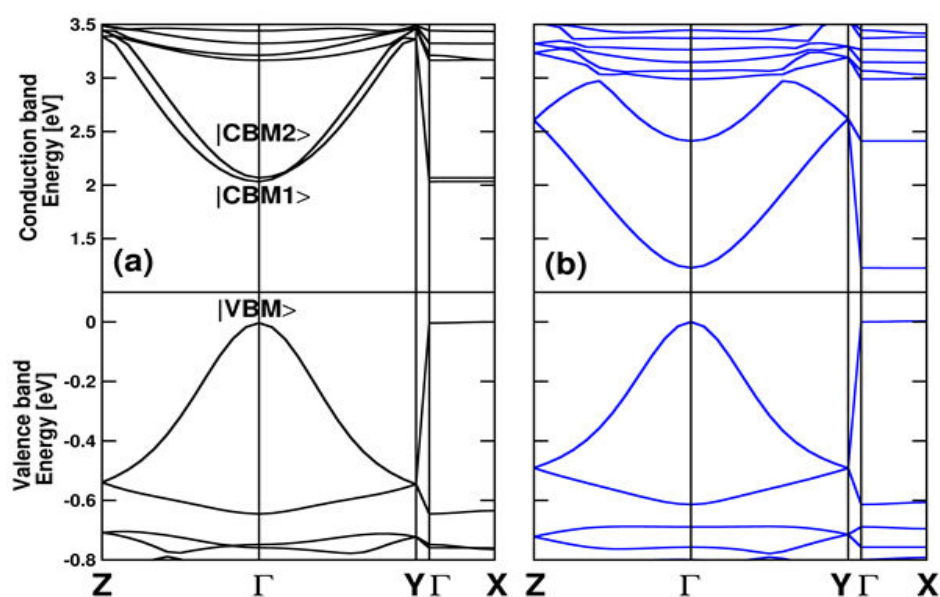 3.5
3
2.5
2
1.5
0
-0.2
-0.4
-0.6
-0.8
Conduction band
Energy [eV]
Valence band
Energy [eV]
|CBM2>
|CBM1>
(a)
|VBM>
(b)
Z Γ Y Γ X
Z Γ Y Γ X